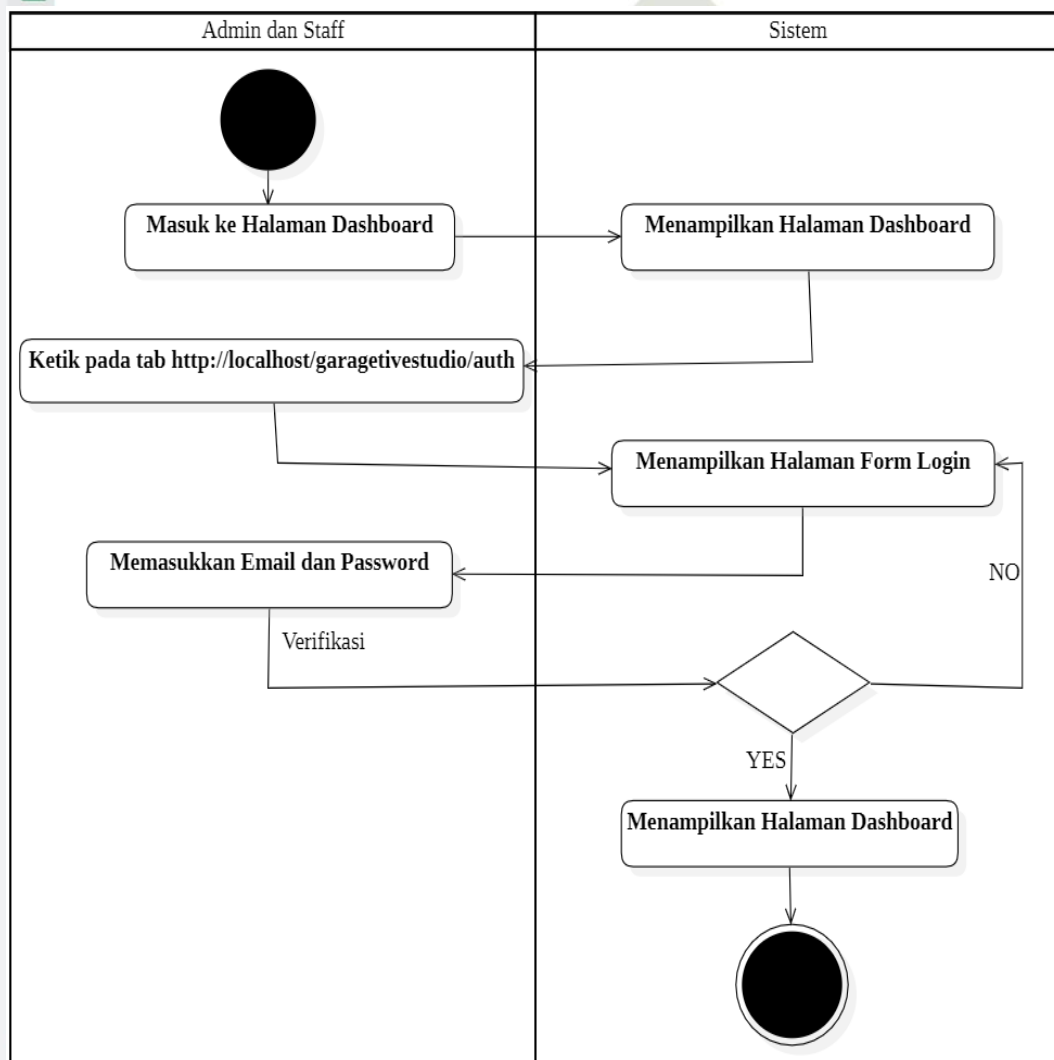 Admin dan Staff
Sistem
Masuk ke Halaman Dashboard
Menampilkan Halaman Dashboard
Ketik pada tab http://localhost/garagetivestudio/auth
Menampilkan Halaman Form Login
Memasukkan Email dan Password
NO
Verifikasi
YES
Menampilkan Halaman Dashboard